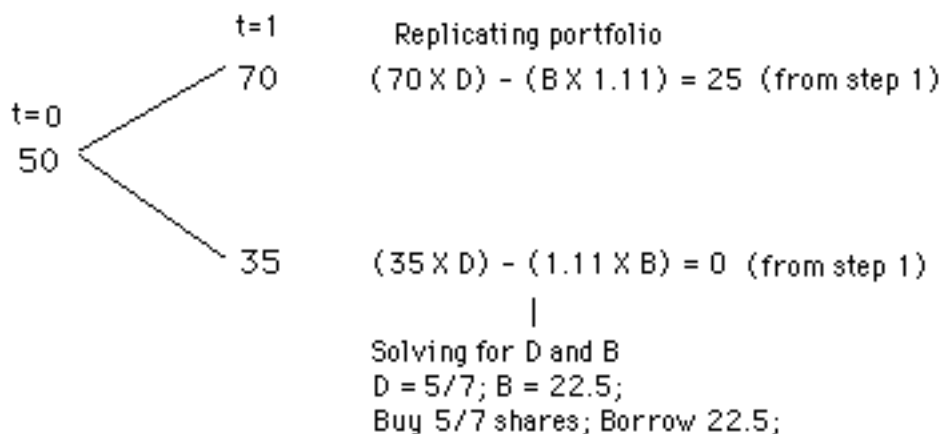 t=1
Replicating portfolio
70 (70 X D) - (B X 1.11) = 25 (from step 1)
t=0
50
35 (35 X D) - (1.11 X B) = 0 (from step 1)
Solving for D and B
D = 5/7; B = 22.5;
Buy 5/7 shares; Borrow 22.5;